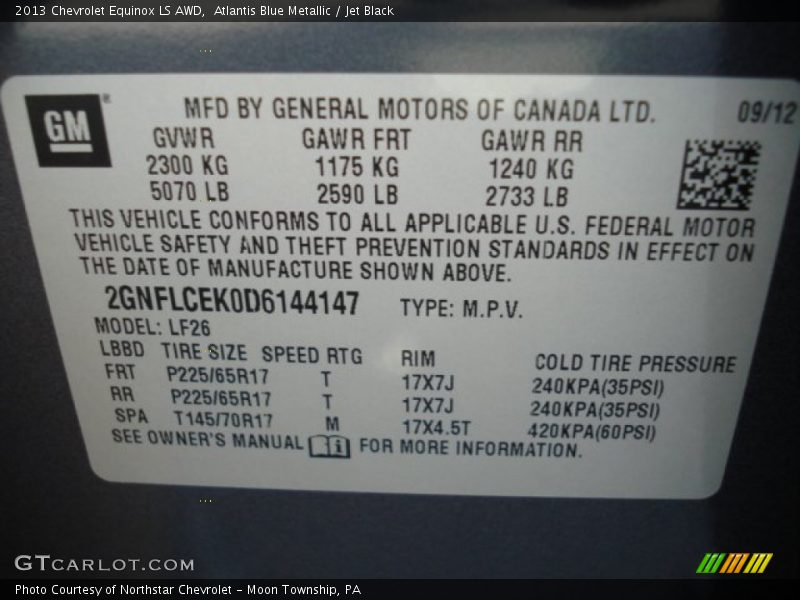 2013 Chevrolet Equinox LS AWD,  Atlantis Blue Metallic / Jet Black
GM ®
MFD BY GENERAL MOTORS OF CANADA LTD. 09/12
GVWR GAWR FRT GAWR RR
2300 KG 1175 KG 1240 KG
5070 LB 2590 LB 2733 LB
THIS VEHICLE CONFORMS TO ALL APPLICABLE U.S. FEDERAL MOTOR
VEHICLE SAFETY AND THEFT PREVENTION STANDARDS IN EFFECT ON
THE DATE OF MANUFACTURE SHOWN ABOVE.
2GNFLCEK0D6144147 TYPE: M.P.V.
MODEL: LF26
LBBD TIRE SIZE SPEED RTG RIM COLD TIRE PRESSURE
FRT P225/65R17 T 17X7J 240KPA(35PSI)
RR P225/65R17 T 17X7J 240KPA(35PSI)
SPA T145/70R17 M 17X4.5T 420KPA(60PSI)
SEE OWNER'S MANUAL FOR MORE INFORMATION.
GTCARLOT.COM
Photo Courtesy of Northstar Chevrolet - Moon Township, PA